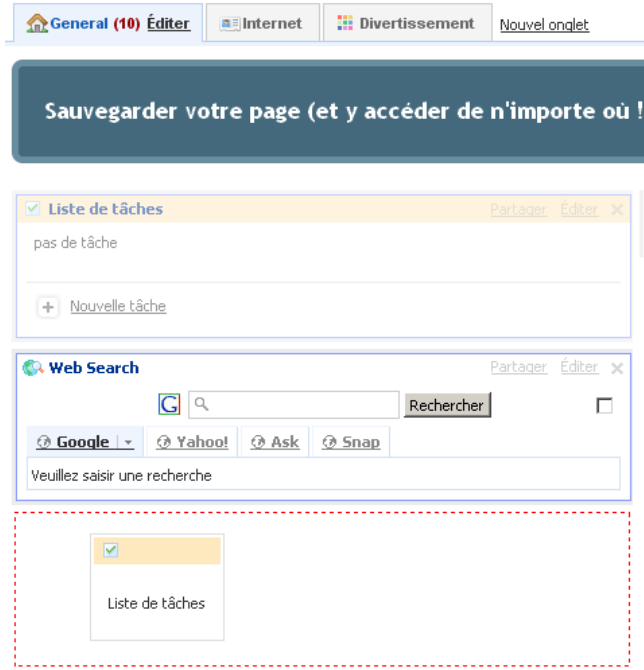 General (10) Éditer Internet Divertissement Nouvel onglet
Sauvegarder votre page (et y accéder de n'importe où !
Liste de tâches Partager Éditer
pas de tâche
Nouvelle tâche
Web Search Partager Éditer
G Rechercher
Google Yahoo! Ask Snap
Veuillez saisir une recherche
Liste de tâches